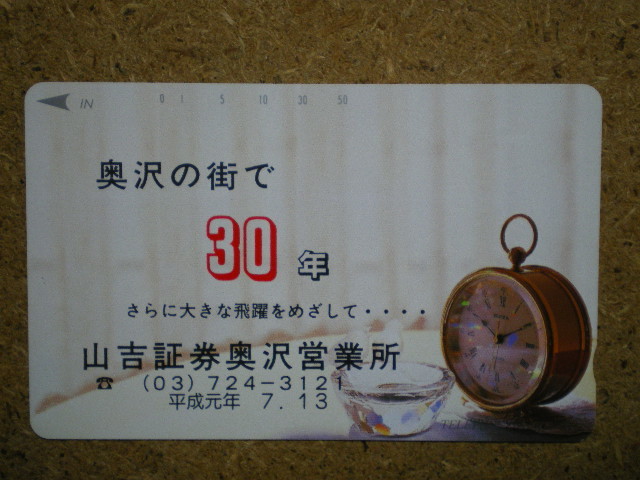 IN
0 1 5 10 30 50
奥沢の街で
30年
さらに大きな飛躍をめざして・・・・
山吉証券奥沢営業所
☎ (03) 724-3121
平成元年 7.13